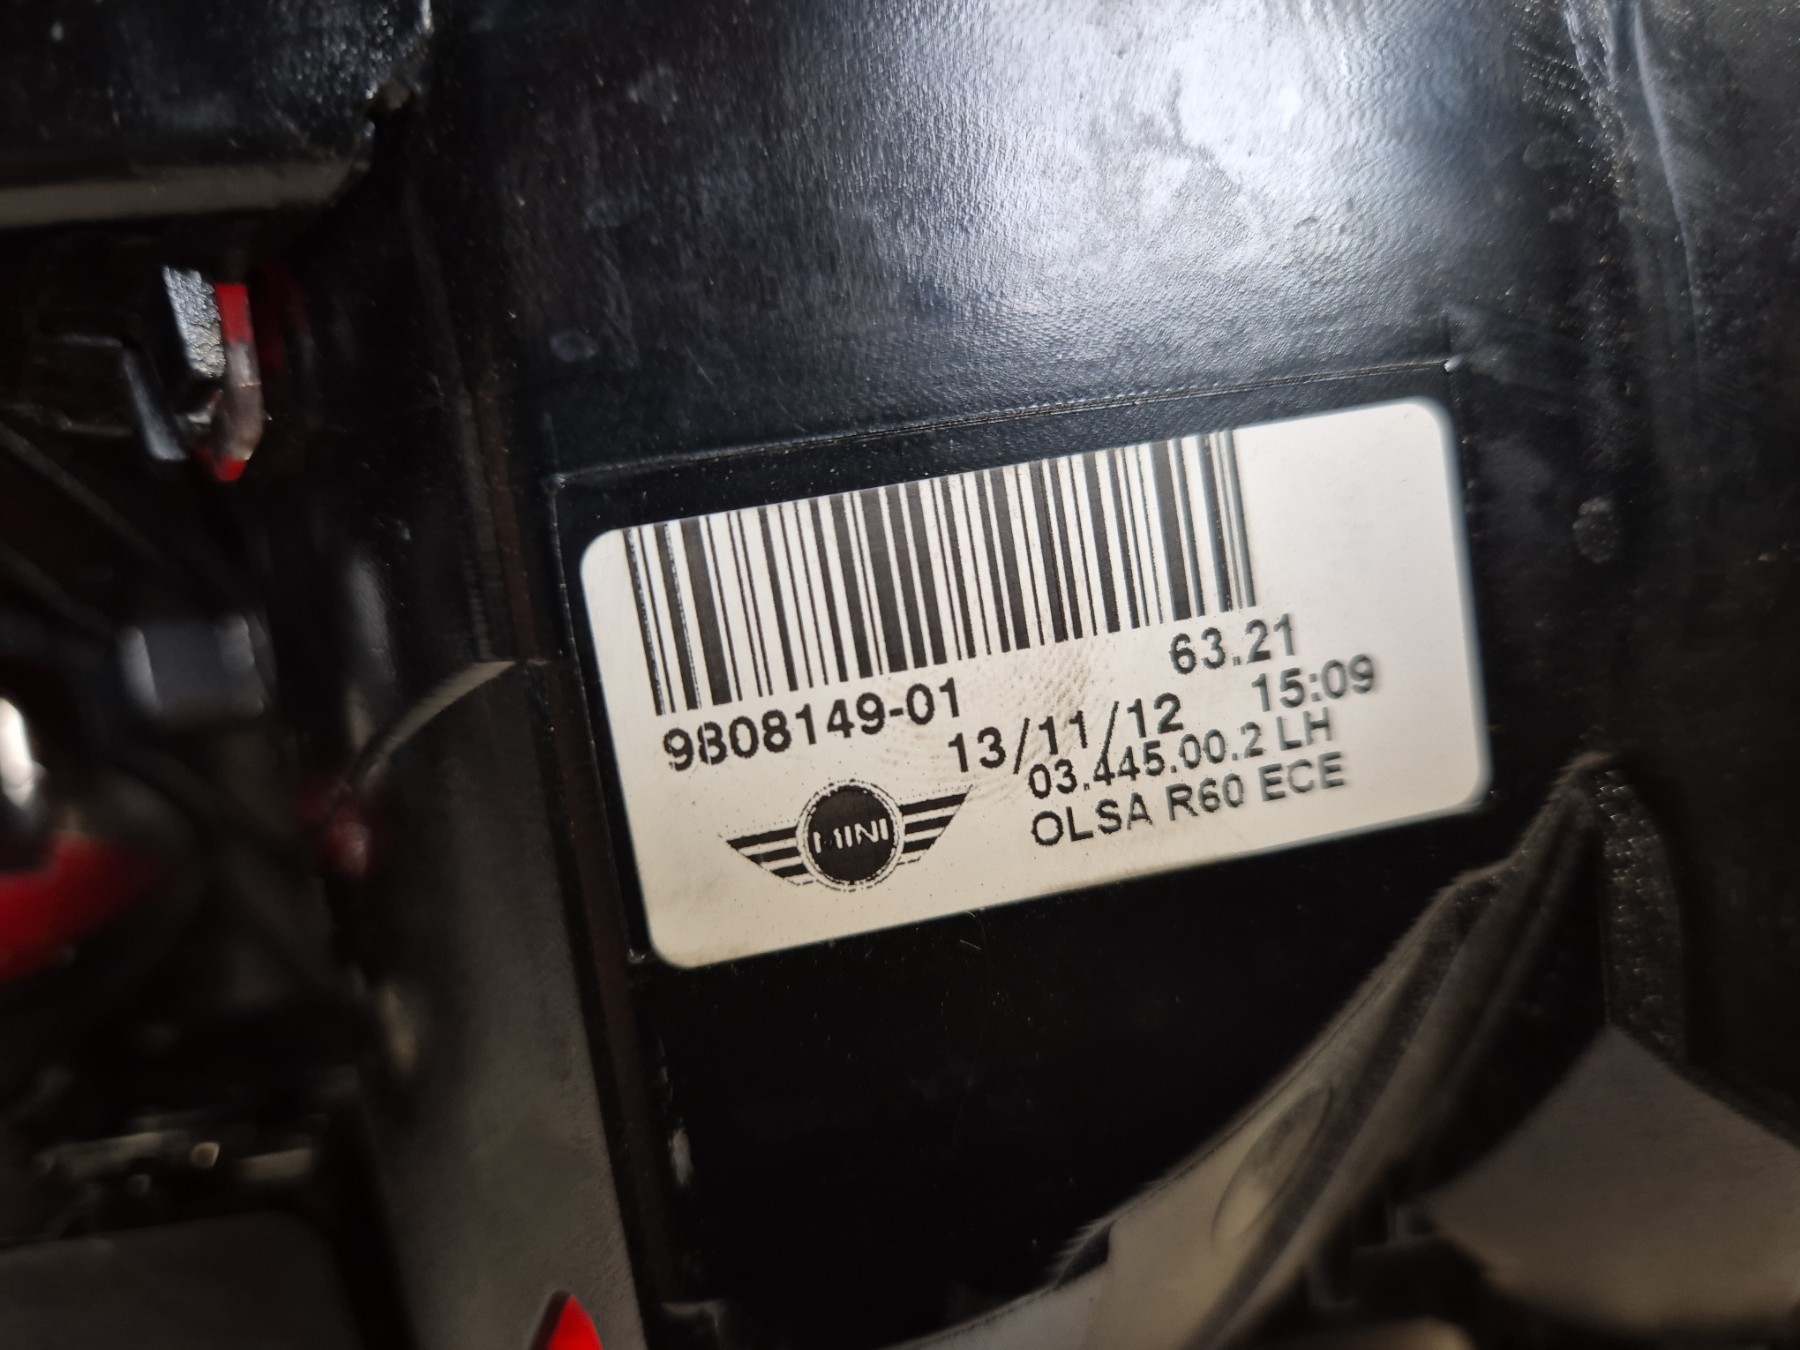 63.21
9808149-01
13/11/12 15:09
03.445.00.2 LH
OLSA R60 ECE
MINI